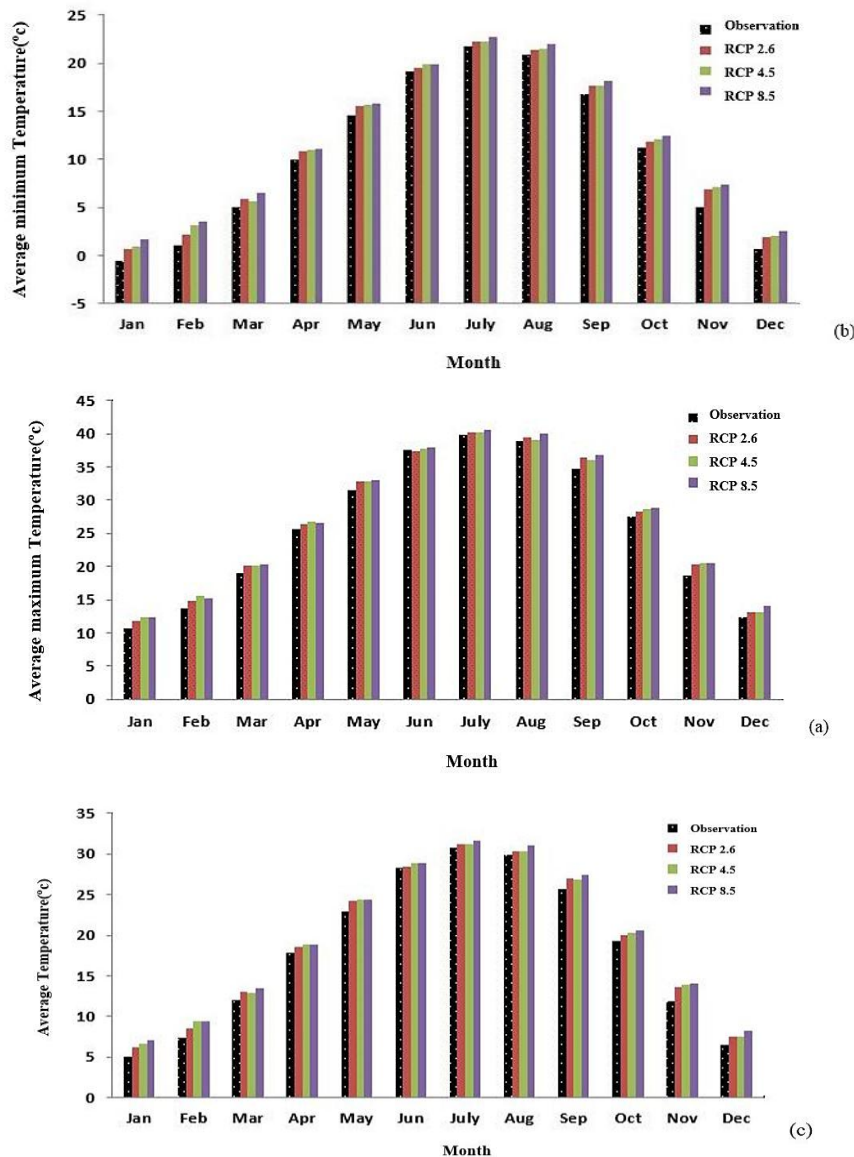 Average minimum Temperature(ºc)
25
20
15
10
5
0
-5
Observation
RCP 2.6
RCP 4.5
RCP 8.5
Jan Feb Mar Apr May Jun July Aug Sep Oct Nov Dec
(b)
Month
Average maximum Temperature(ºc)
45
40
35
30
25
20
15
10
5
0
Observation
RCP 2.6
RCP 4.5
RCP 8.5
Jan Feb Mar Apr May Jun July Aug Sep Oct Nov Dec
(a)
Month
Average Temperature(ºc)
35
30
25
20
15
10
5
0
Observation
RCP 2.6
RCP 4.5
RCP 8.5
Jan Feb Mar Apr May Jun July Aug Sep Oct Nov Dec
(c)
Month